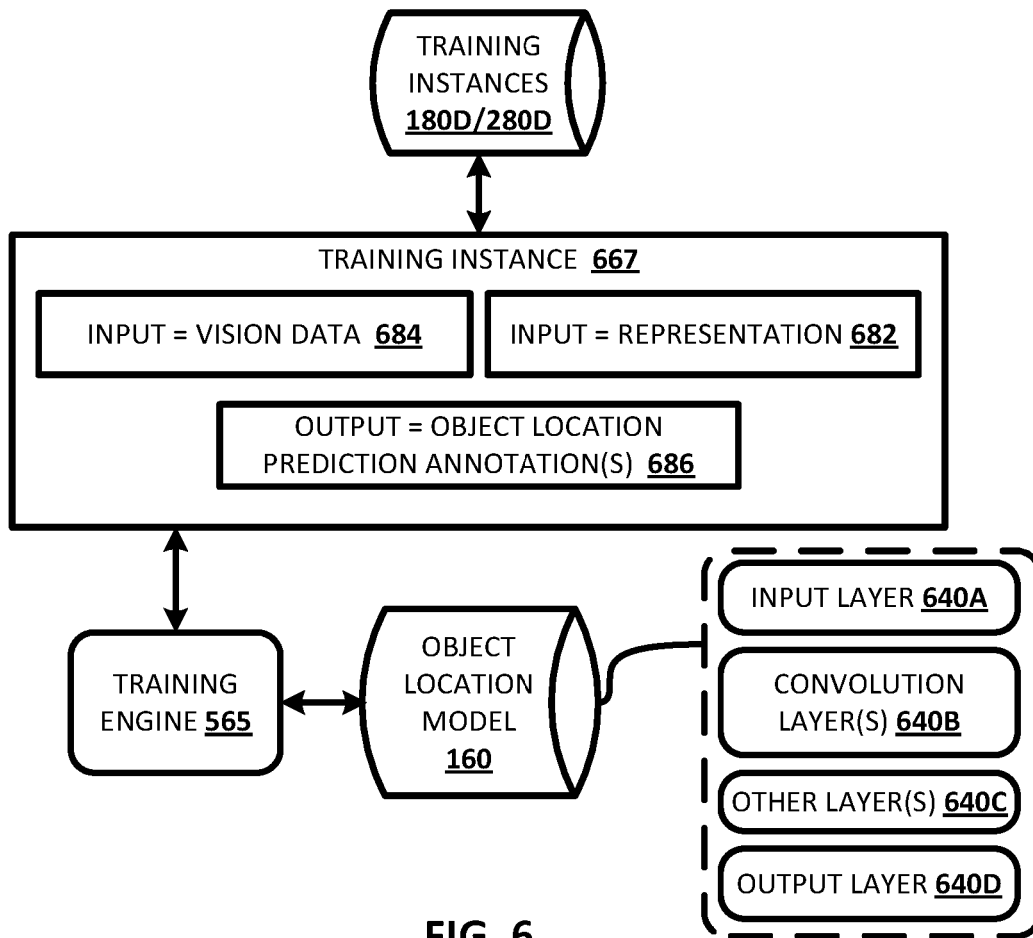 TRAINING
INSTANCES
180D/280D
TRAINING INSTANCE 667
INPUT = VISION DATA 684
INPUT = REPRESENTATION 682
OUTPUT = OBJECT LOCATION
PREDICTION ANNOTATION(S) 686
TRAINING
ENGINE 565
OBJECT
LOCATION
MODEL
160
INPUT LAYER 640A
CONVOLUTION
LAYER(S) 640B
OTHER LAYER(S) 640C
OUTPUT LAYER 640D
FIG. 6